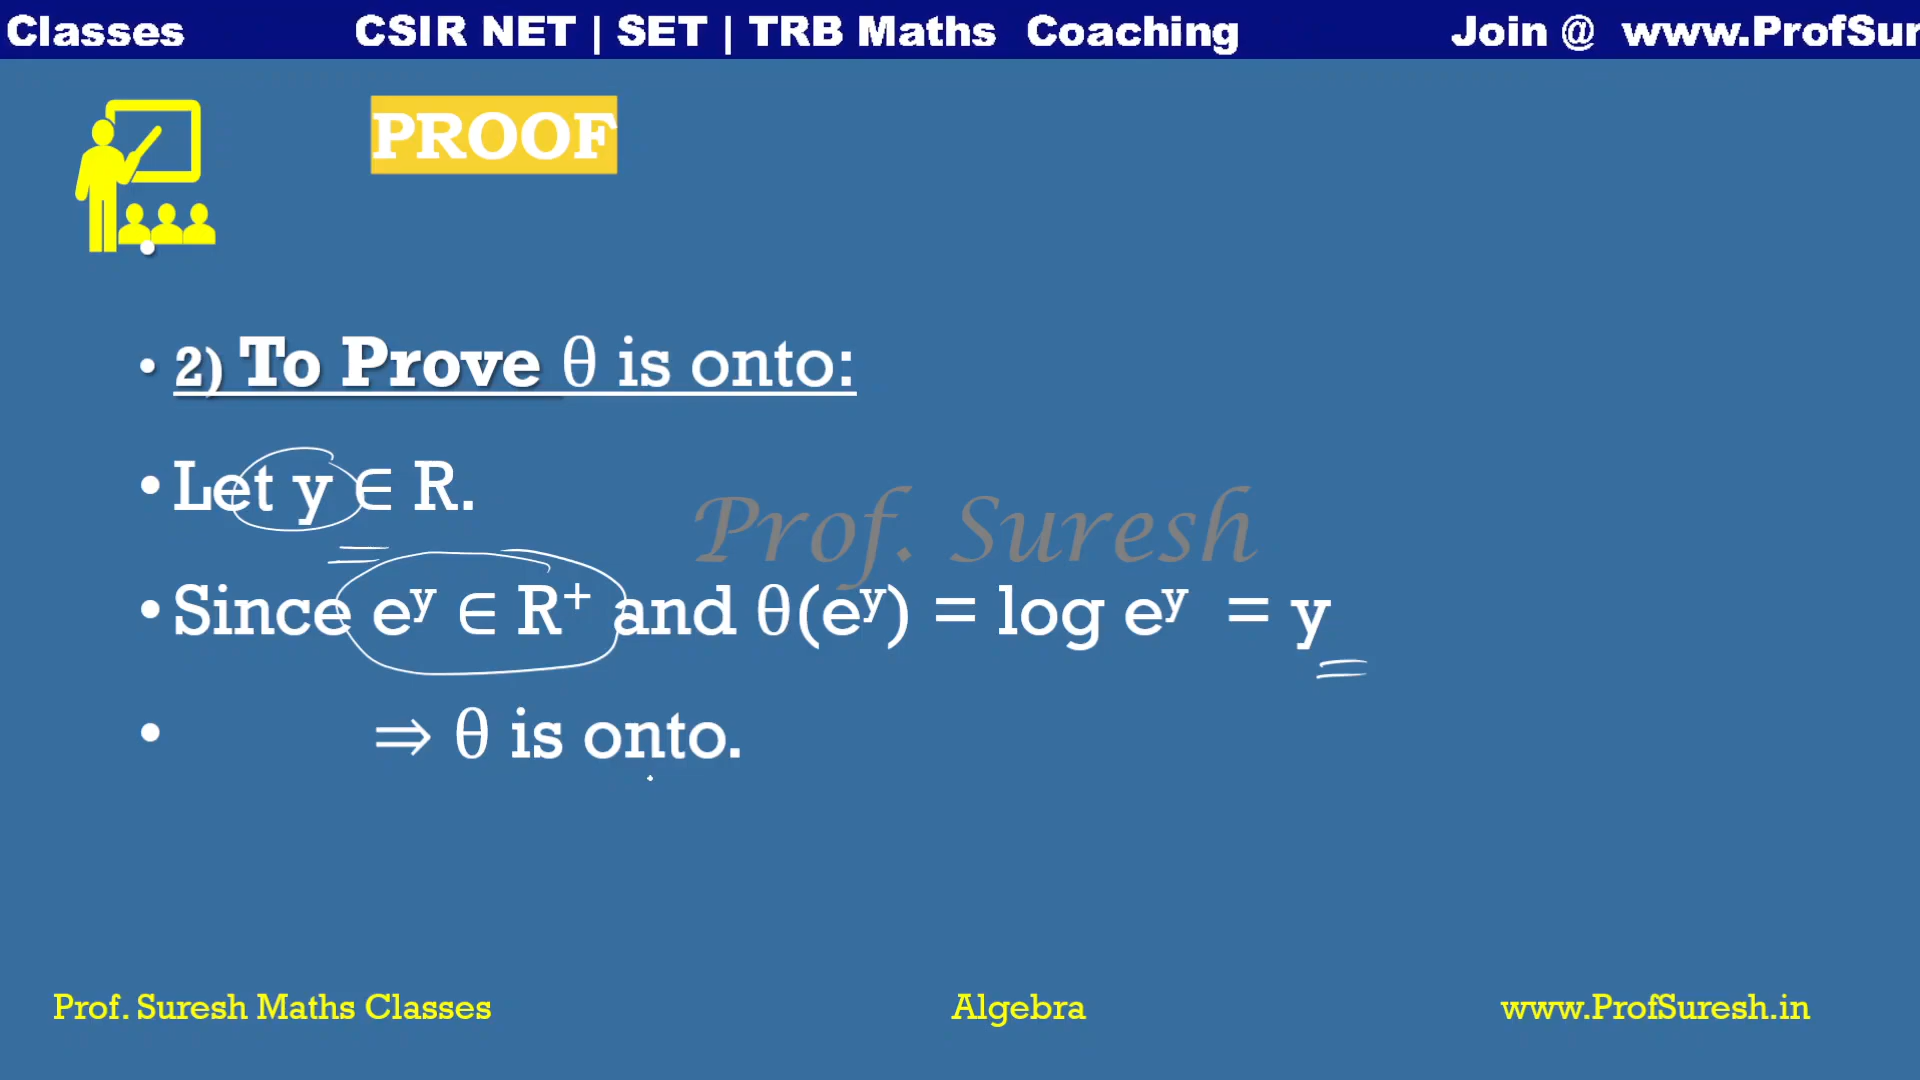 Classes CSIR NET | SET | TRB Maths Coaching Join @ www.ProfSur
PROOF
•
• 2) To Prove θ is onto:
• Let y ∈ R.
Prof. Suresh
• Since eʸ ∈ R⁺ and θ(eʸ) = log eʸ = y
• ⇒ θ is onto.
Prof. Suresh Maths Classes Algebra www.ProfSuresh.in